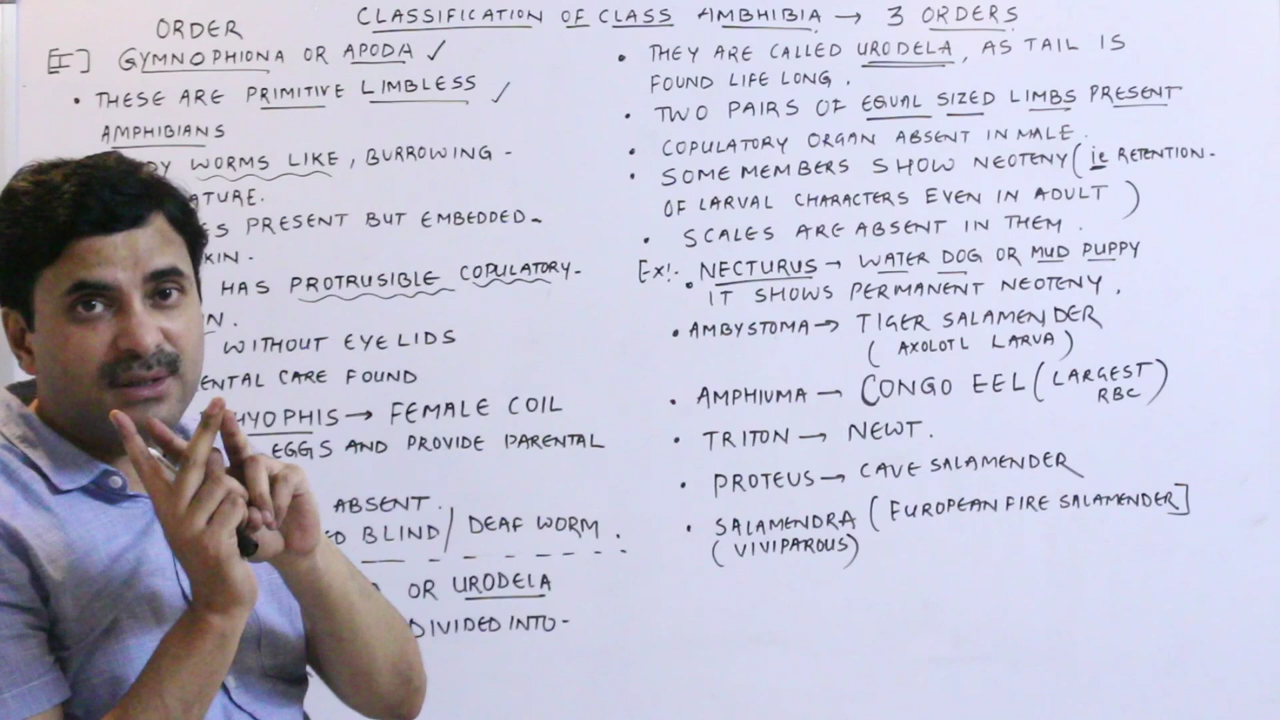 CLASSIFICATION OF CLASS AMBHIBIA → 3 ORDERS
ORDER
[I] GYMNOPHIONA OR APODA ✓
• THESE ARE PRIMITIVE LIMBLESS ✓
AMPHIBIANS
WORMS LIKE, BURROWING -
PRESENT BUT EMBEDDED-
HAS PROTRUSIBLE COPULATORY-
WITHOUT EYELIDS
CARE FOUND
→ FEMALE COIL
EGGS AND PROVIDE PARENTAL
ABSENT.
BLIND/ DEAF WORM.
OR URODELA
DIVIDED INTO-
• THEY ARE CALLED URODELA, AS TAIL IS
FOUND LIFE LONG.
• TWO PAIRS OF EQUAL SIZED LIMBS PRESENT
• COPULATORY ORGAN ABSENT IN MALE.
• SOME MEMBERS SHOW NEOTENY (ie RETENTION-
OF LARVAL CHARACTERS EVEN IN ADULT)
• SCALES ARE ABSENT IN THEM.
Ex!. • NECTURUS → WATER DOG OR MUD PUPPY
IT SHOWS PERMANENT NEOTENY.
• AMBYSTOMA → TIGER SALAMENDER
(AXOLOTL LARVA)
• AMPHIUMA → CONGO EEL (LARGEST
RBC)
• TRITON → NEWT.
• PROTEUS → CAVE SALAMENDER
• SALAMENDRA (EUROPEAN FIRE SALAMENDER]
(VIVIPAROUS)